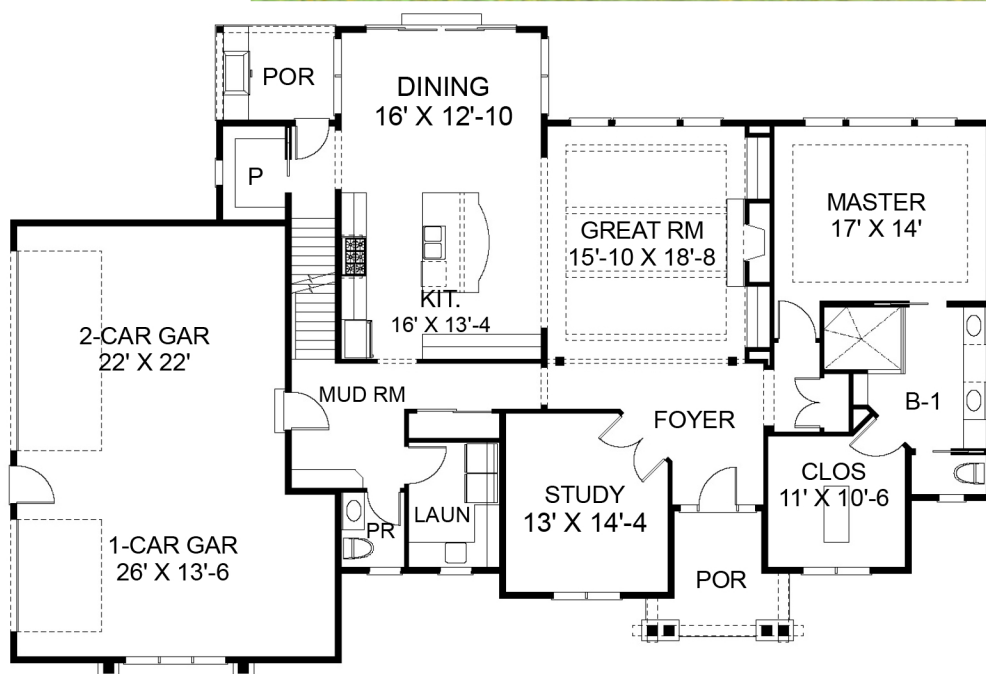 POR
DINING
16' X 12'-10
P
MASTER
17' X 14'
GREAT RM
15'-10 X 18'-8
KIT.
16' X 13'-4
2-CAR GAR
22' X 22'
MUD RM
B-1
FOYER
CLOS
11' X 10'-6
STUDY
13' X 14'-4
LAUN
PR
1-CAR GAR
26' X 13'-6
POR